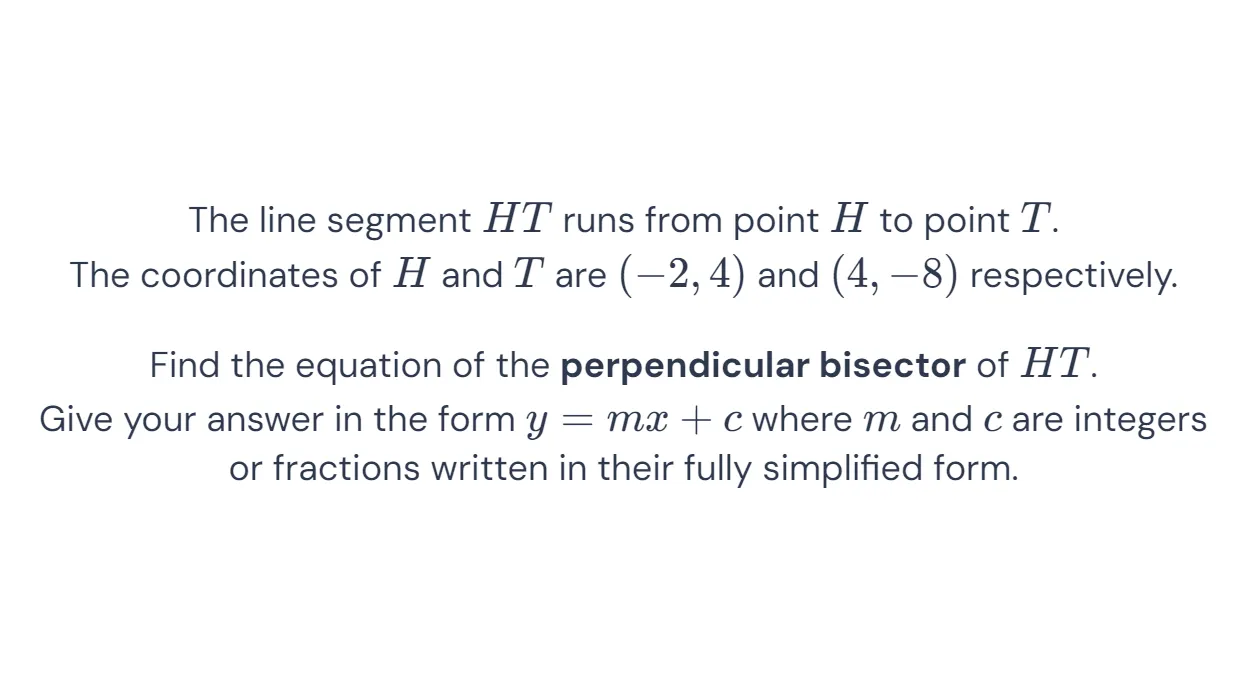 The line segment HT runs from point H to point T.
The coordinates of H and T are (−2, 4) and (4, −8) respectively.
Find the equation of the perpendicular bisector of HT.
Give your answer in the form y = mx + c where m and c are integers
or fractions written in their fully simplified form.